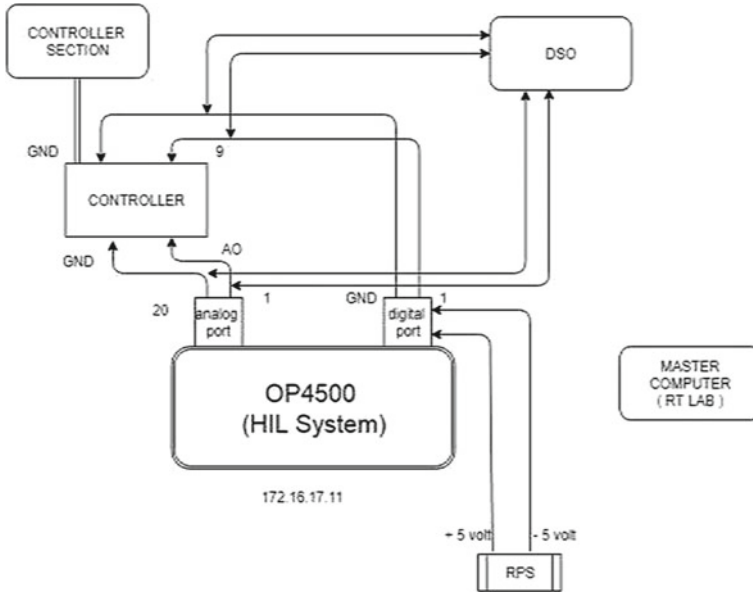 CONTROLLER
SECTION
DSO
GND
9
CONTROLLER
GND
AO
20
1
GND
1
analog
port
digital
port
OP4500
(HIL System)
MASTER
COMPUTER
( RT LAB )
172.16.17.11
+ 5 volt
- 5 volt
RPS